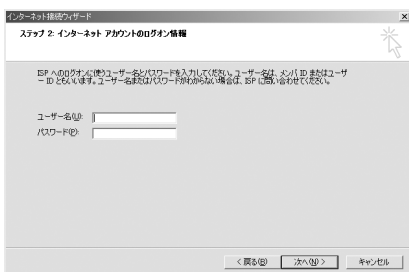 インターネット接続ウィザード
ステップ 2: インターネット アカウントのログオン情報
ISP へのログオンに使うユーザー名とパスワードを入力してください。ユーザー名は、メンバ ID またはユーザ
ー ID ともいいます。ユーザー名またはパスワードがわからない場合は、ISP に問い合わせてください。
ユーザー名(U):
パスワード(P):
< 戻る(B)
次へ(N) >
キャンセル